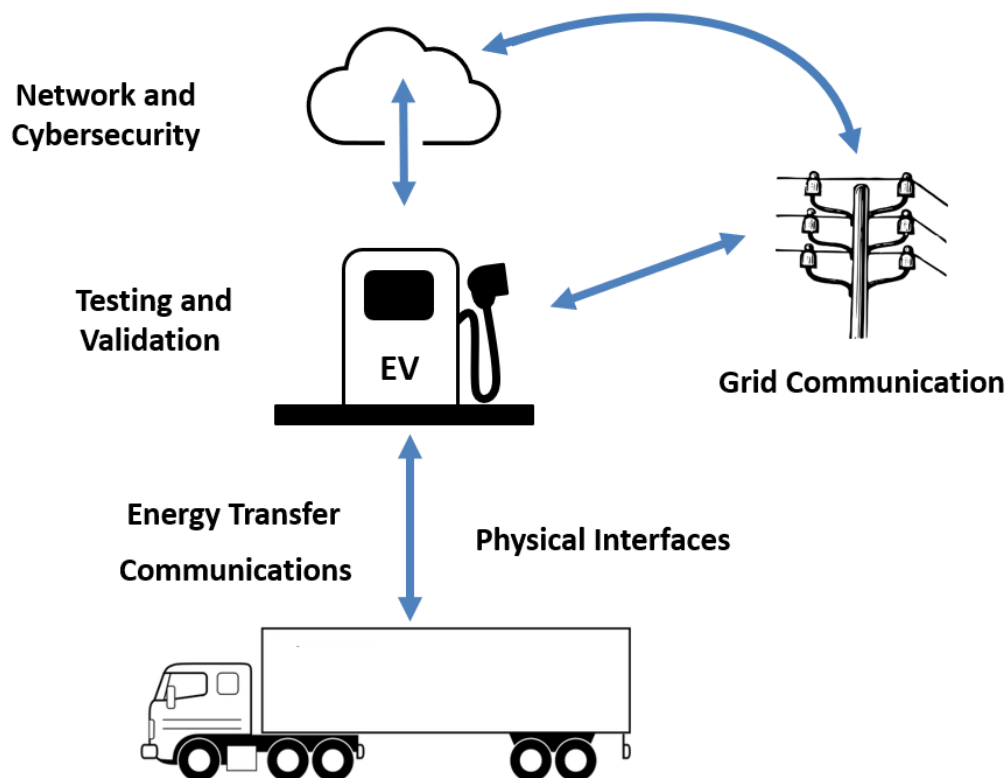 Network and
Cybersecurity
Testing and
Validation
EV
Grid Communication
Energy Transfer
Communications
Physical Interfaces